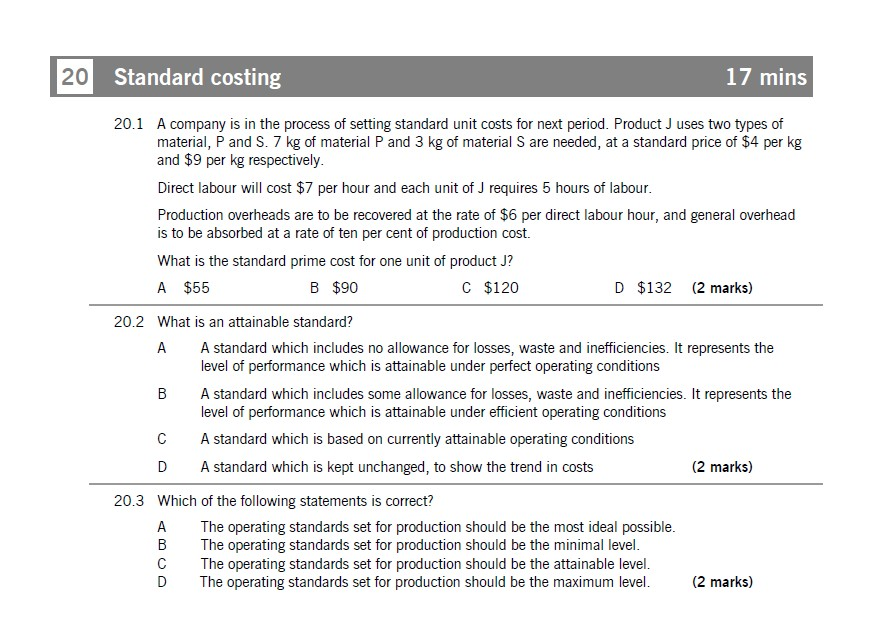 20 Standard costing 17 mins
20.1 A company is in the process of setting standard unit costs for next period. Product J uses two types of
material, P and S. 7 kg of material P and 3 kg of material S are needed, at a standard price of $4 per kg
and $9 per kg respectively.
Direct labour will cost $7 per hour and each unit of J requires 5 hours of labour.
Production overheads are to be recovered at the rate of $6 per direct labour hour, and general overhead
is to be absorbed at a rate of ten per cent of production cost.
What is the standard prime cost for one unit of product J?
A $55 B $90 C $120 D $132 (2 marks)
20.2 What is an attainable standard?
A A standard which includes no allowance for losses, waste and inefficiencies. It represents the
level of performance which is attainable under perfect operating conditions
B A standard which includes some allowance for losses, waste and inefficiencies. It represents the
level of performance which is attainable under efficient operating conditions
C A standard which is based on currently attainable operating conditions
D A standard which is kept unchanged, to show the trend in costs (2 marks)
20.3 Which of the following statements is correct?
A The operating standards set for production should be the most ideal possible.
B The operating standards set for production should be the minimal level.
C The operating standards set for production should be the attainable level.
D The operating standards set for production should be the maximum level. (2 marks)